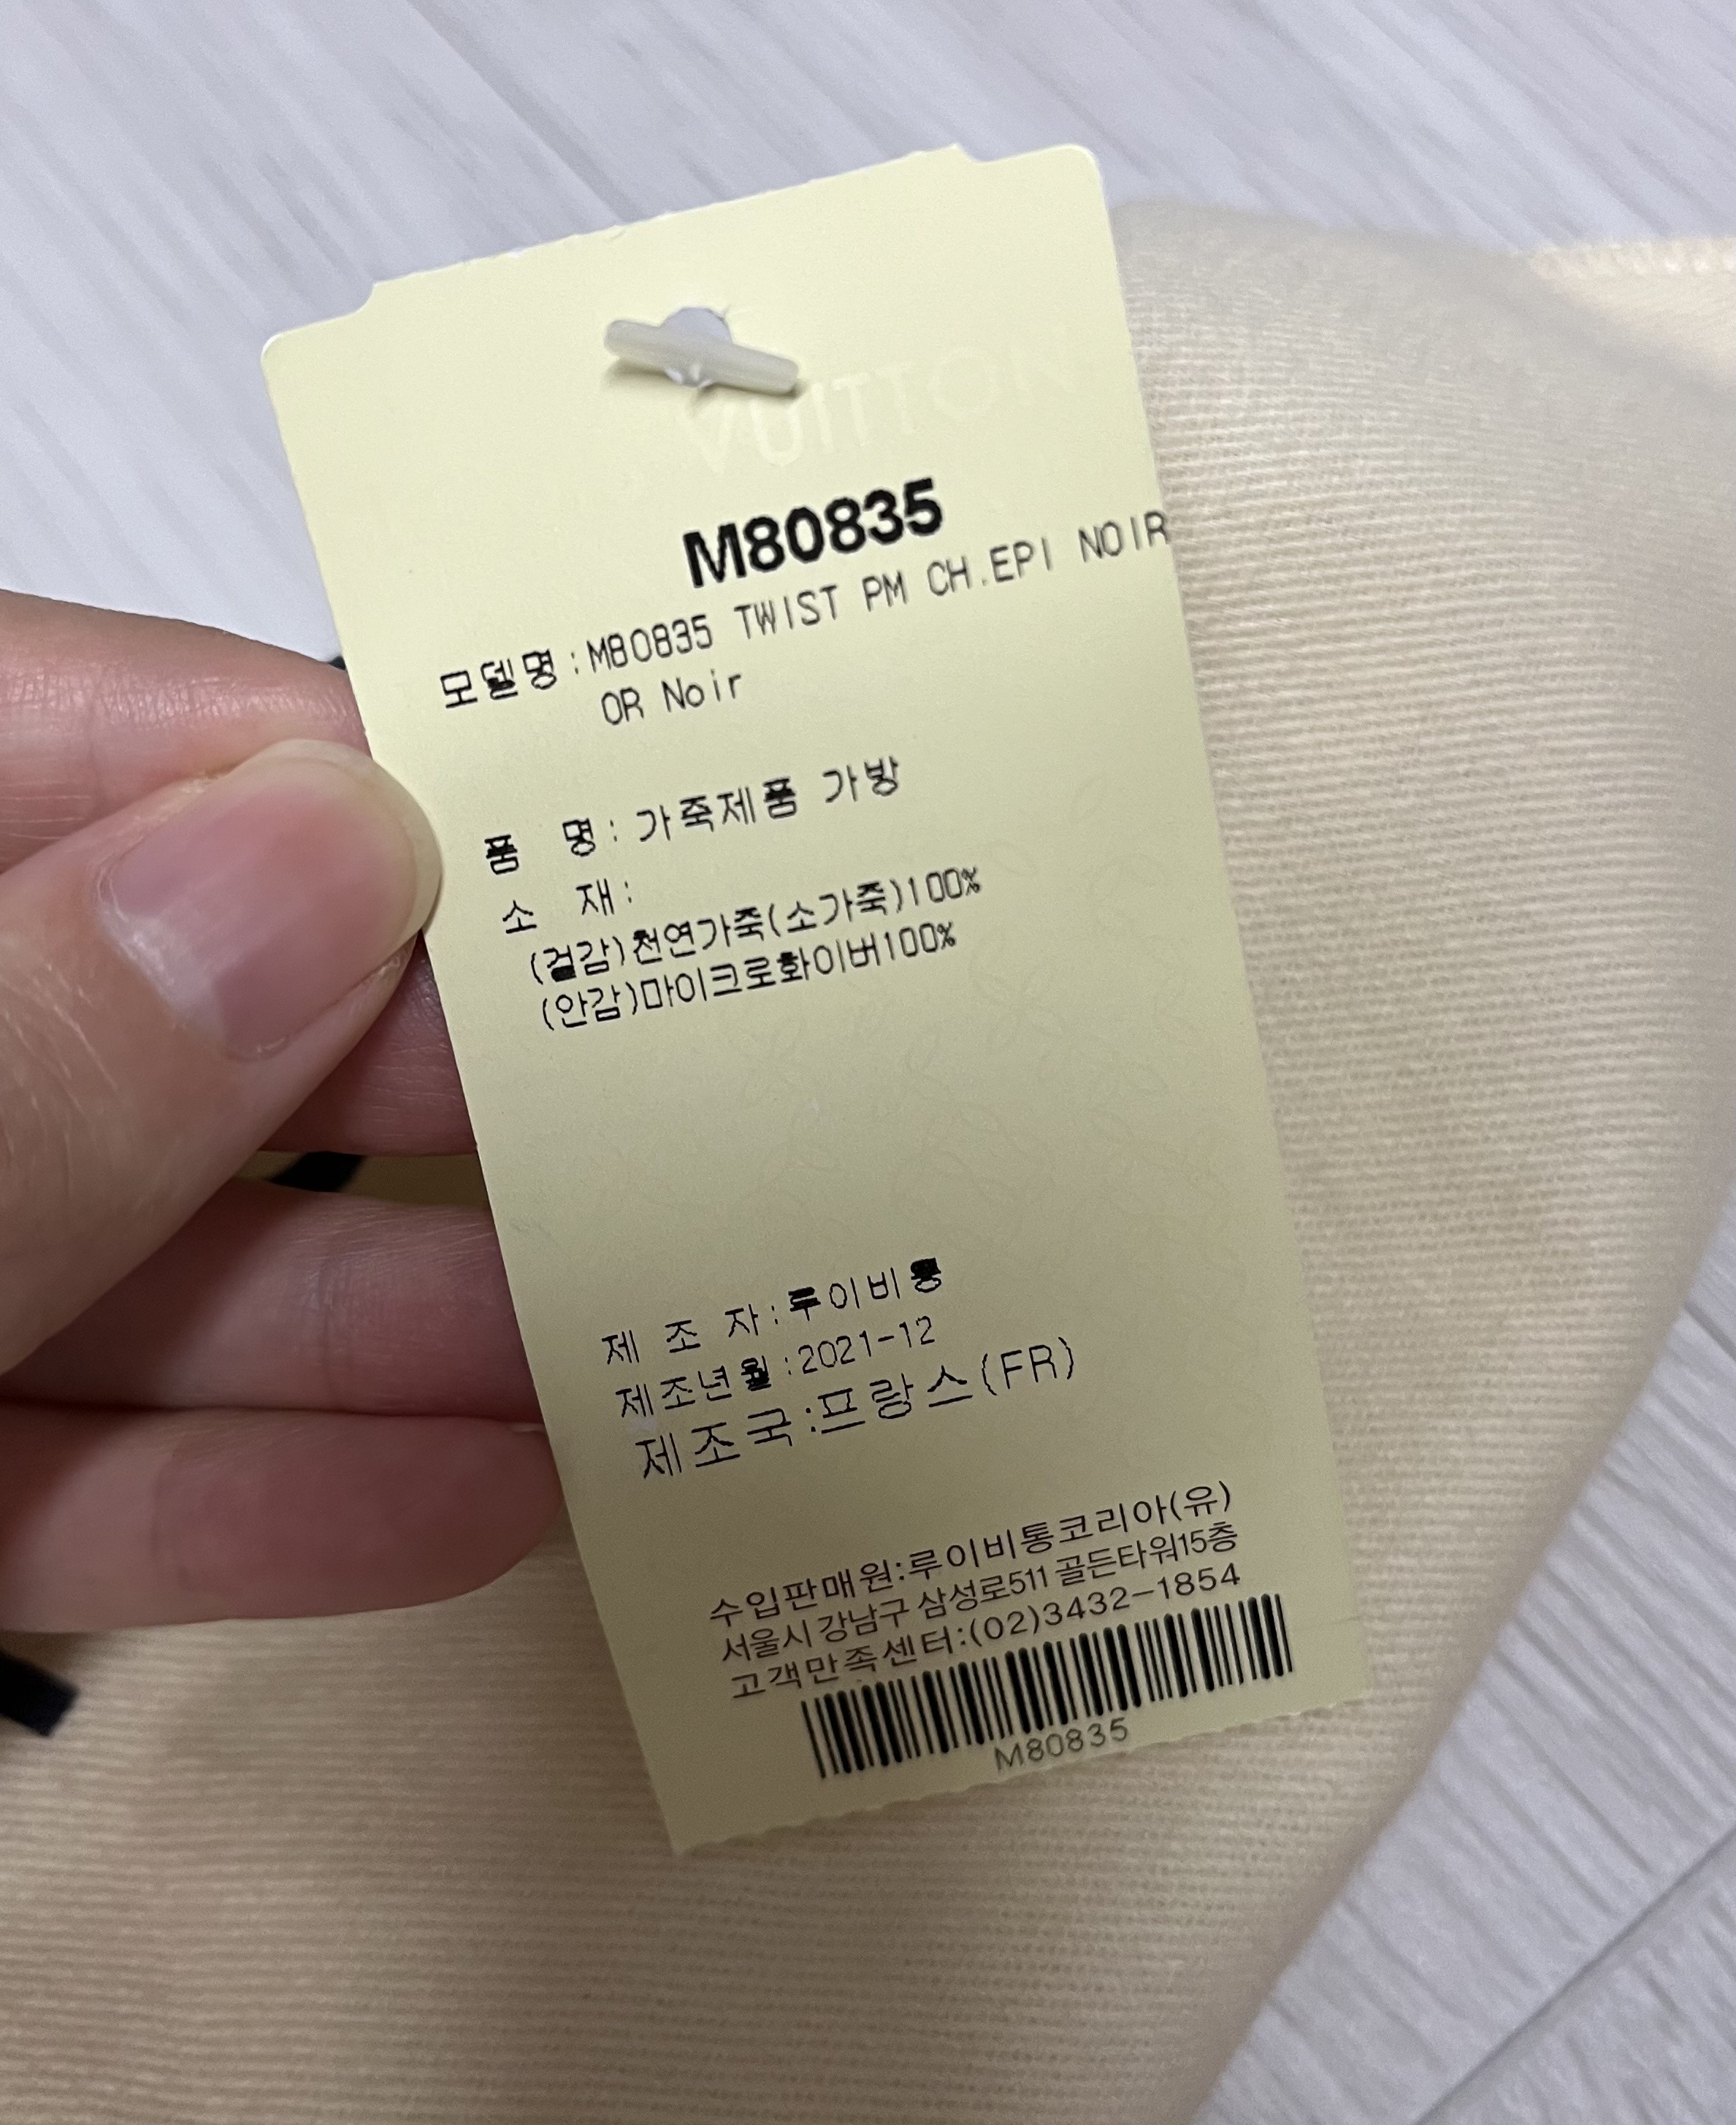 VUITTON
M80835
모델명:M80835 TWIST PM CH.EPI NOIR
OR Noir
품 명: 가죽제품 가방
소 재:
(겉감)천연가죽(소가죽)100%
(안감)마이크로화이버100%
제 조 자:루이비통
제조년월:2021-12
제조국:프랑스(FR)
수입판매원:루이비통코리아(유)
서울시 강남구 삼성로511 골든타워15층
고객만족센터:(02)3432-1854
M80835